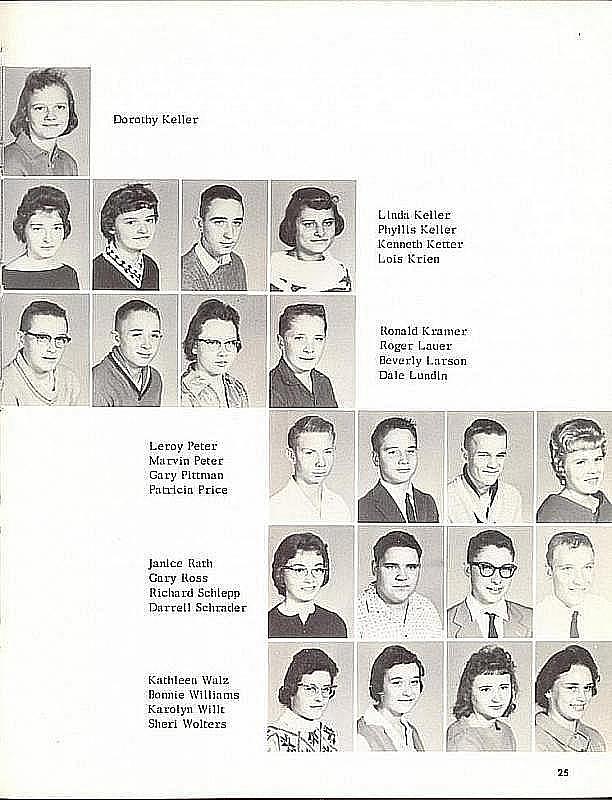 Dorothy Keller
Linda Keller
Phyllis Keller
Kenneth Ketter
Lois Krien
Ronald Kramer
Roger Lauer
Beverly Larson
Dale Lundin
Leroy Peter
Marvin Peter
Gary Pittman
Patricia Price
Janice Rath
Gary Ross
Richard Schlepp
Darrell Schrader
Kathleen Walz
Bonnie Williams
Karolyn Willt
Sheri Wolters
25